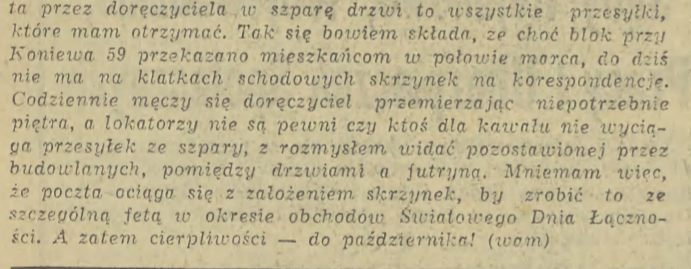 ta przez doręczyciela w szparę drzwi to wszystkie przesyłki,
które mam otrzymać. Tak się bowiem składa, że choć blok przy
Koniewa 59 przekazano mieszkańcom w połowie marca, do dziś
nie ma na klatkach schodowych skrzynek na korespondencję.
Codziennie męczy się doręczyciel przemierzając niepotrzebnie
piętra, a lokatorzy nie są pewni czy ktoś dla kawału nie wycią-
ga przesyłek ze szpary, z rozmysłem widać pozostawionej przez
budowlanych, pomiędzy drzwiami a futryną. Mniemam więc,
że poczta ociąga się z założeniem skrzynek, by zrobić to ze
szczególną fetą w okresie obchodów Światowego Dnia Łączno-
ści. A zatem cierpliwości — do października! (wam)